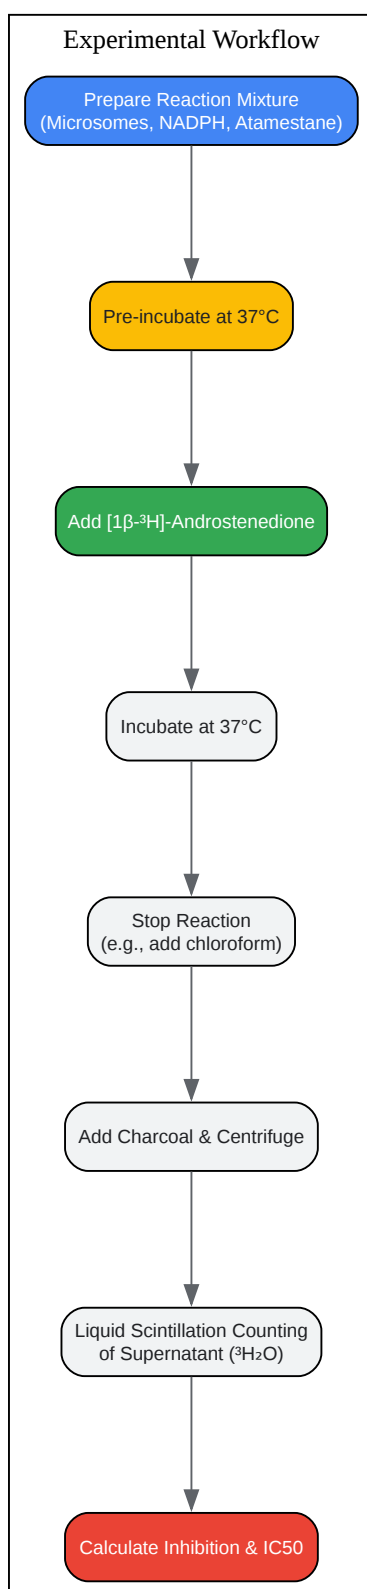 Experimental Workflow
Prepare Reaction Mixture
(Microsomes, NADPH, Atamestane)
Pre-incubate at 37°C
Add [1β-³H]-Androstenedione
Incubate at 37°C
Stop Reaction
(e.g., add chloroform)
Add Charcoal & Centrifuge
Liquid Scintillation Counting
of Supernatant (³H₂O)
Calculate Inhibition & IC50